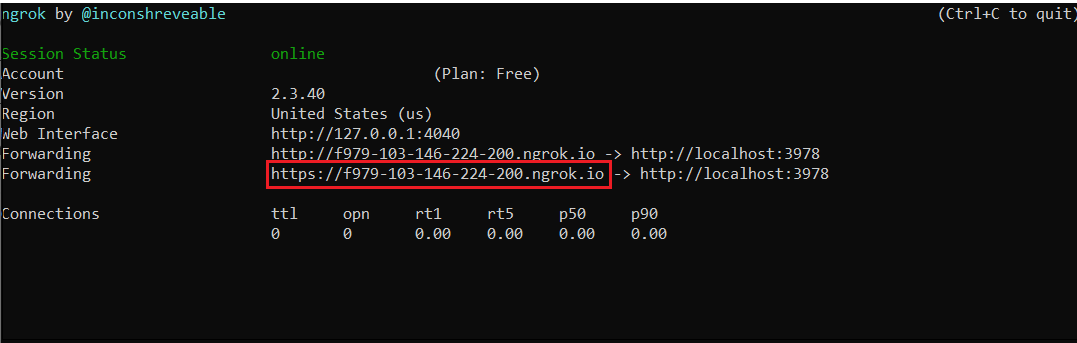 ngrok by @inconshreveable (Ctrl+C to quit)
Session Status online
Account (Plan: Free)
Version 2.3.40
Region United States (us)
Web Interface http://127.0.0.1:4040
Forwarding http://f979-103-146-224-200.ngrok.io -> http://localhost:3978
Forwarding https://f979-103-146-224-200.ngrok.io -> http://localhost:3978
Connections ttl opn rt1 rt5 p50 p90
0 0 0.00 0.00 0.00 0.00